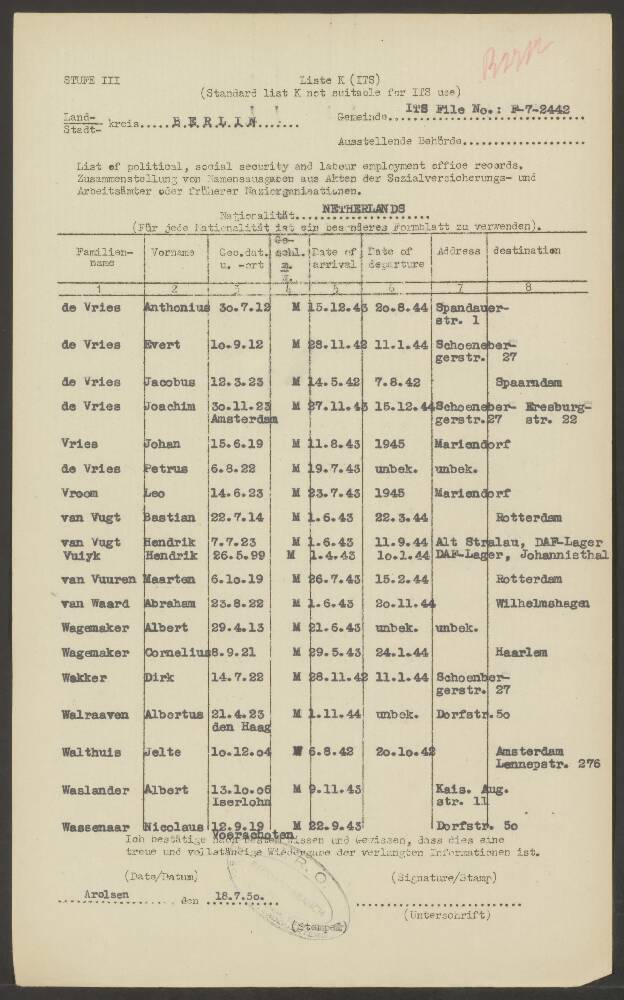 STUFE III
Liste K (ITS)
(Standard list K not suitable for ITS use)
Land-
Stadt- kreis.....BERLIN.......
Gemeinde...ITS File No.: F-7-2442
Ausstellende Behörde..................
List of political, social security and labour employment office records.
Zusammenstellung von Namensausgaben aus Akten der Sozialversicherungs- und
Arbeitsämter oder früherer Naziorganisationen.
Nationalität...NETHERLANDS....
(Für jede Nationalität ist ein besonderes Formblatt zu verwenden).
Familien-name Vorname Geo.dat. u. -ort Ge-schl. m. Date of arrival Date of departure Address destination
1 2 3 4 5 6 7 8
de Vries Anthonius 30.7.12 M 15.12.43 20.8.44 Spandauer-
str. 1
de Vries Evert 10.9.12 M 28.11.42 11.1.44 Schoeneber-
gerstr. 27
de Vries Jacobus 12.3.23 M 14.5.42 7.8.42 Spaarndam
de Vries Joachim 30.11.23 M 27.11.43 15.12.44 Schoeneber- Kresburg-
Amsterdam gerstr.27 str. 22
Vries Johan 15.6.19 M 11.8.43 1945 Mariendorf
de Vries Petrus 6.8.22 M 19.7.43 unbek. unbek.
Vroom Leo 14.6.23 M 23.7.43 1945 Mariendorf
van Vugt Bastian 22.7.14 M 1.6.43 22.3.44 Rotterdam
van Vugt Hendrik 7.7.23 M 1.6.43 11.9.44 Alt Stralau, DAF-Lager
Vuiyk Hendrik 26.5.99 M 1.4.43 10.1.44 DAF-Lager, Johannisthal
van Vuuren Maarten 6.10.19 M 26.7.43 15.2.44 Rotterdam
van Waard Abraham 23.8.22 M 1.6.43 20.11.44 Wilhelmshagen
Wagemaker Albert 29.4.13 M 21.6.43 unbek. unbek.
Wagemaker Cornelius 8.9.21 M 29.5.43 24.1.44 Haarlem
Wakker Dirk 14.7.22 M 28.11.42 11.1.44 Schoenber-
gerstr. 27
Walraaven Albertus 21.4.23 M 1.11.44 unbek. Dorfstr.50
den Haag
Walthuis Jelte 10.12.04 6.8.42 20.10.42 Amsterdam
Lennepstr. 276
Waslander Albert 13.10.06 M 9.11.43 Kais. Aug.
Iserlohn str. 11
Wassenaar Nicolaus 12.9.19 M 22.9.43 Dorfstr. 50
Voorschoten
Ich bestätige nach bestem Wissen und Gewissen, dass dies eine
treue und vollständige Wiedergabe der verlangten Informationen ist.
(Date/Datum) (Signature/Stamp)
Arolsen den 18.7.50.
(Unterschrift)
(Stempel)